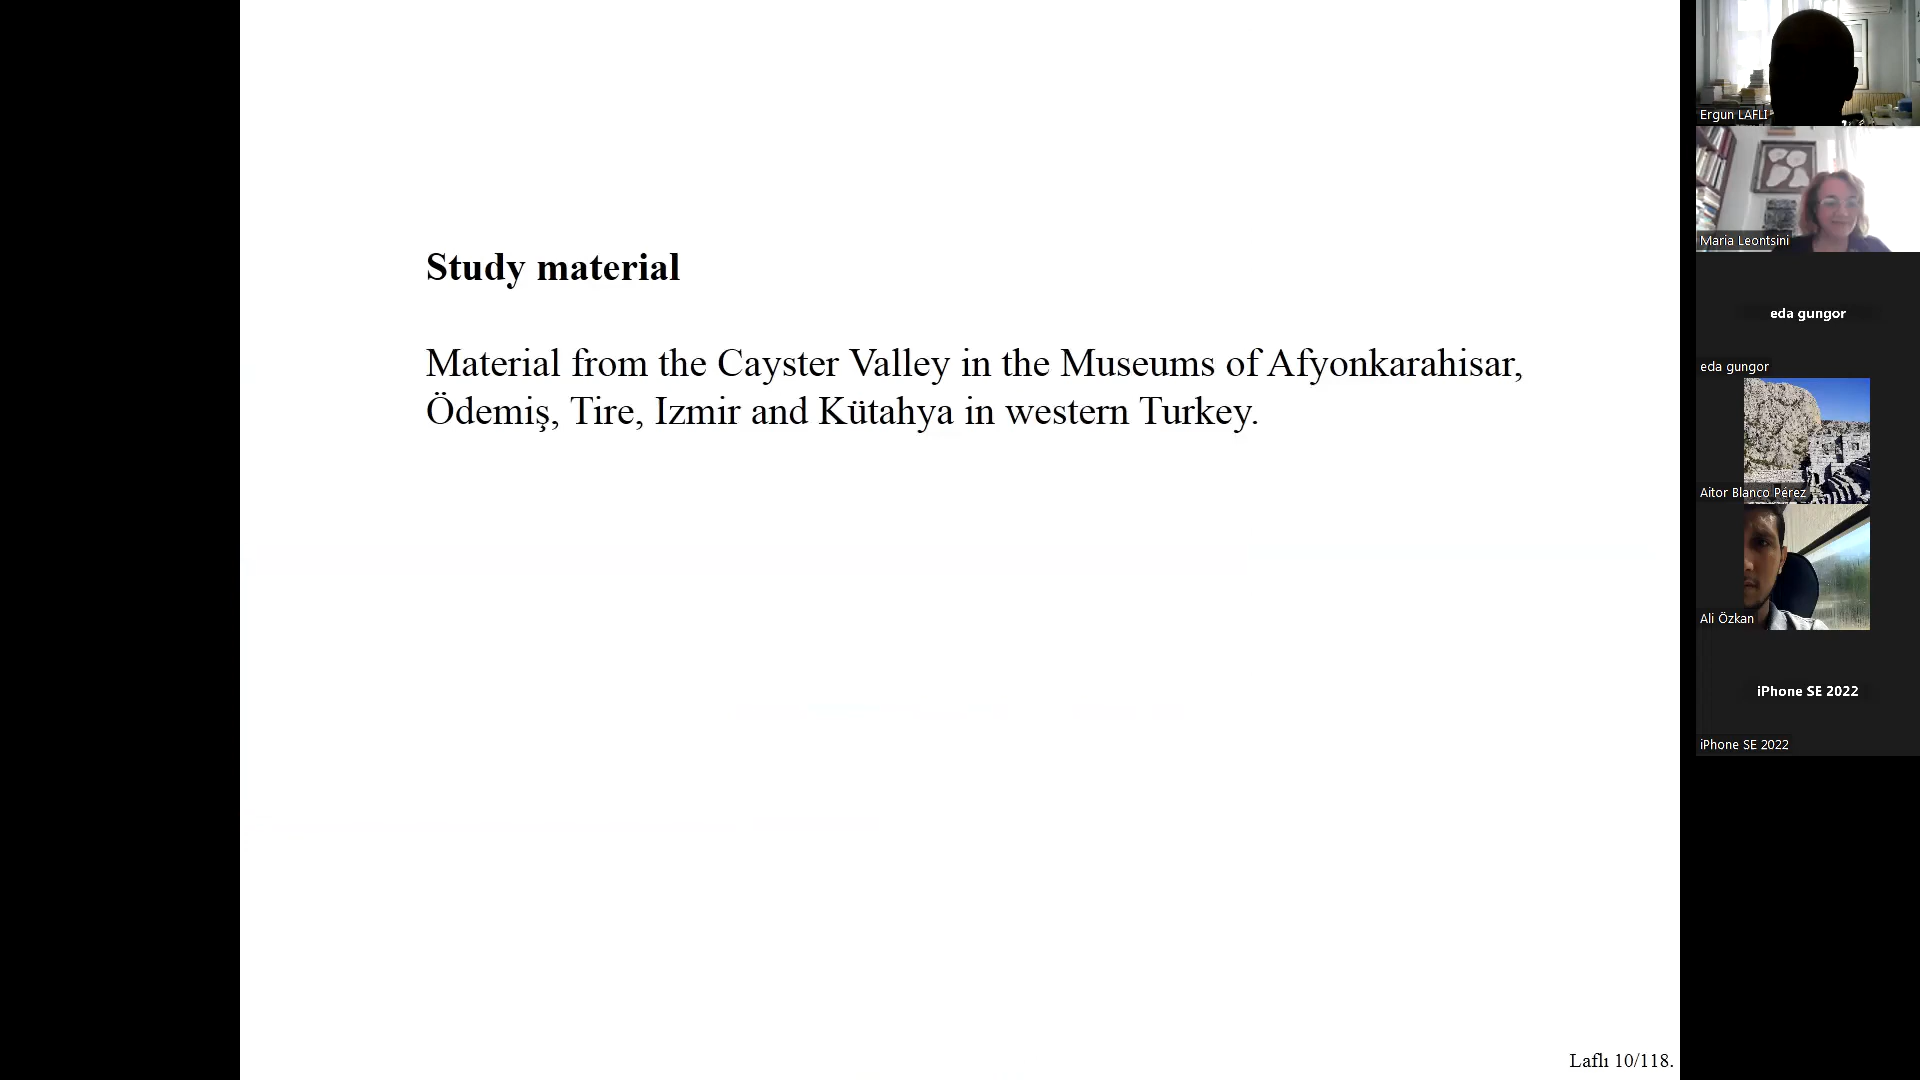 Study material
Material from the Cayster Valley in the Museums of Afyonkarahisar,
Ödemiş, Tire, Izmir and Kütahya in western Turkey.
Laflı 10/118.
Ergun LAFLI
Maria Leontsini
eda gungor
eda gungor
Aitor Blanco Pérez
Ali Özkan
iPhone SE 2022
iPhone SE 2022